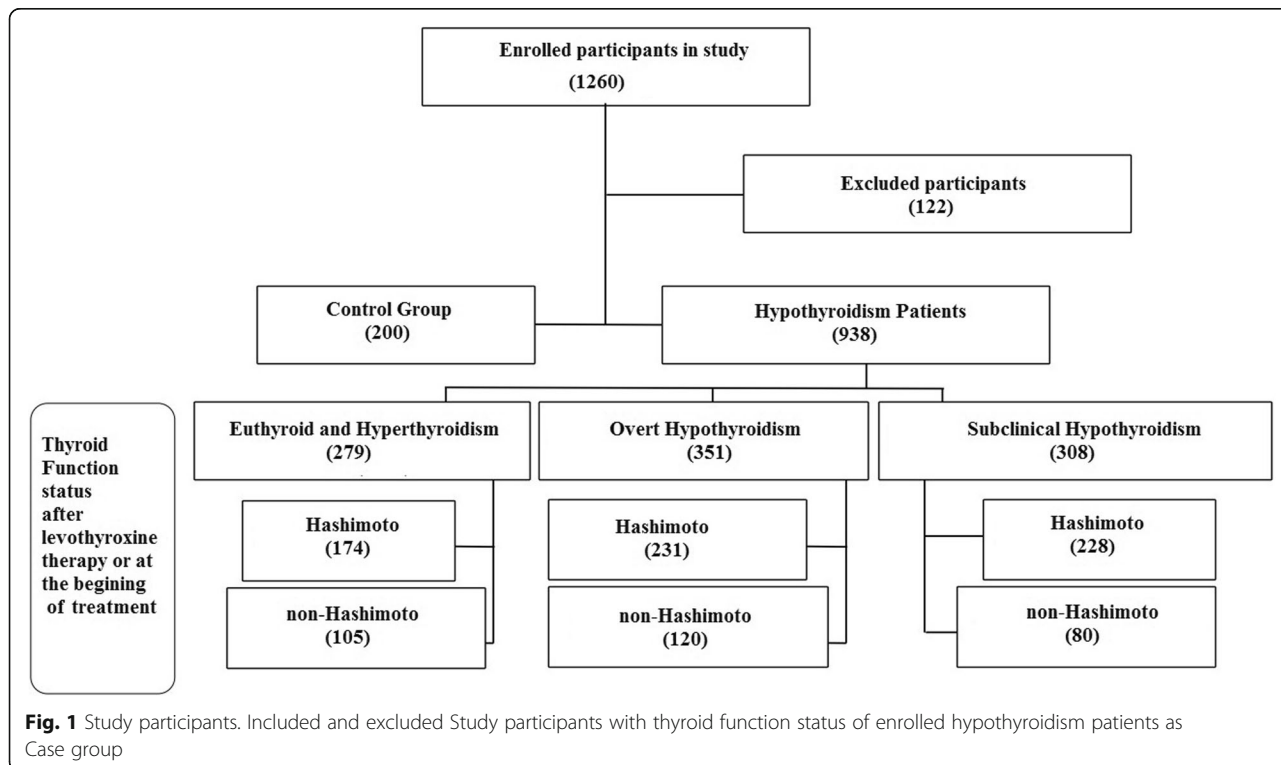 Enrolled participants in study
(1260)
Excluded participants
(122)
Control Group
(200)
Hypothyroidism Patients
(938)
Thyroid
Function
status
after
levothyroxine
therapy or at
the begining
of treatment
Euthyroid and Hyperthyroidism
(279)
Overt Hypothyroidism
(351)
Subclinical Hypothyroidism
(308)
Hashimoto
(174)
Hashimoto
(231)
Hashimoto
(228)
non-Hashimoto
(105)
non-Hashimoto
(120)
non-Hashimoto
(80)
Fig. 1 Study participants. Included and excluded Study participants with thyroid function status of enrolled hypothyroidism patients as
Case group